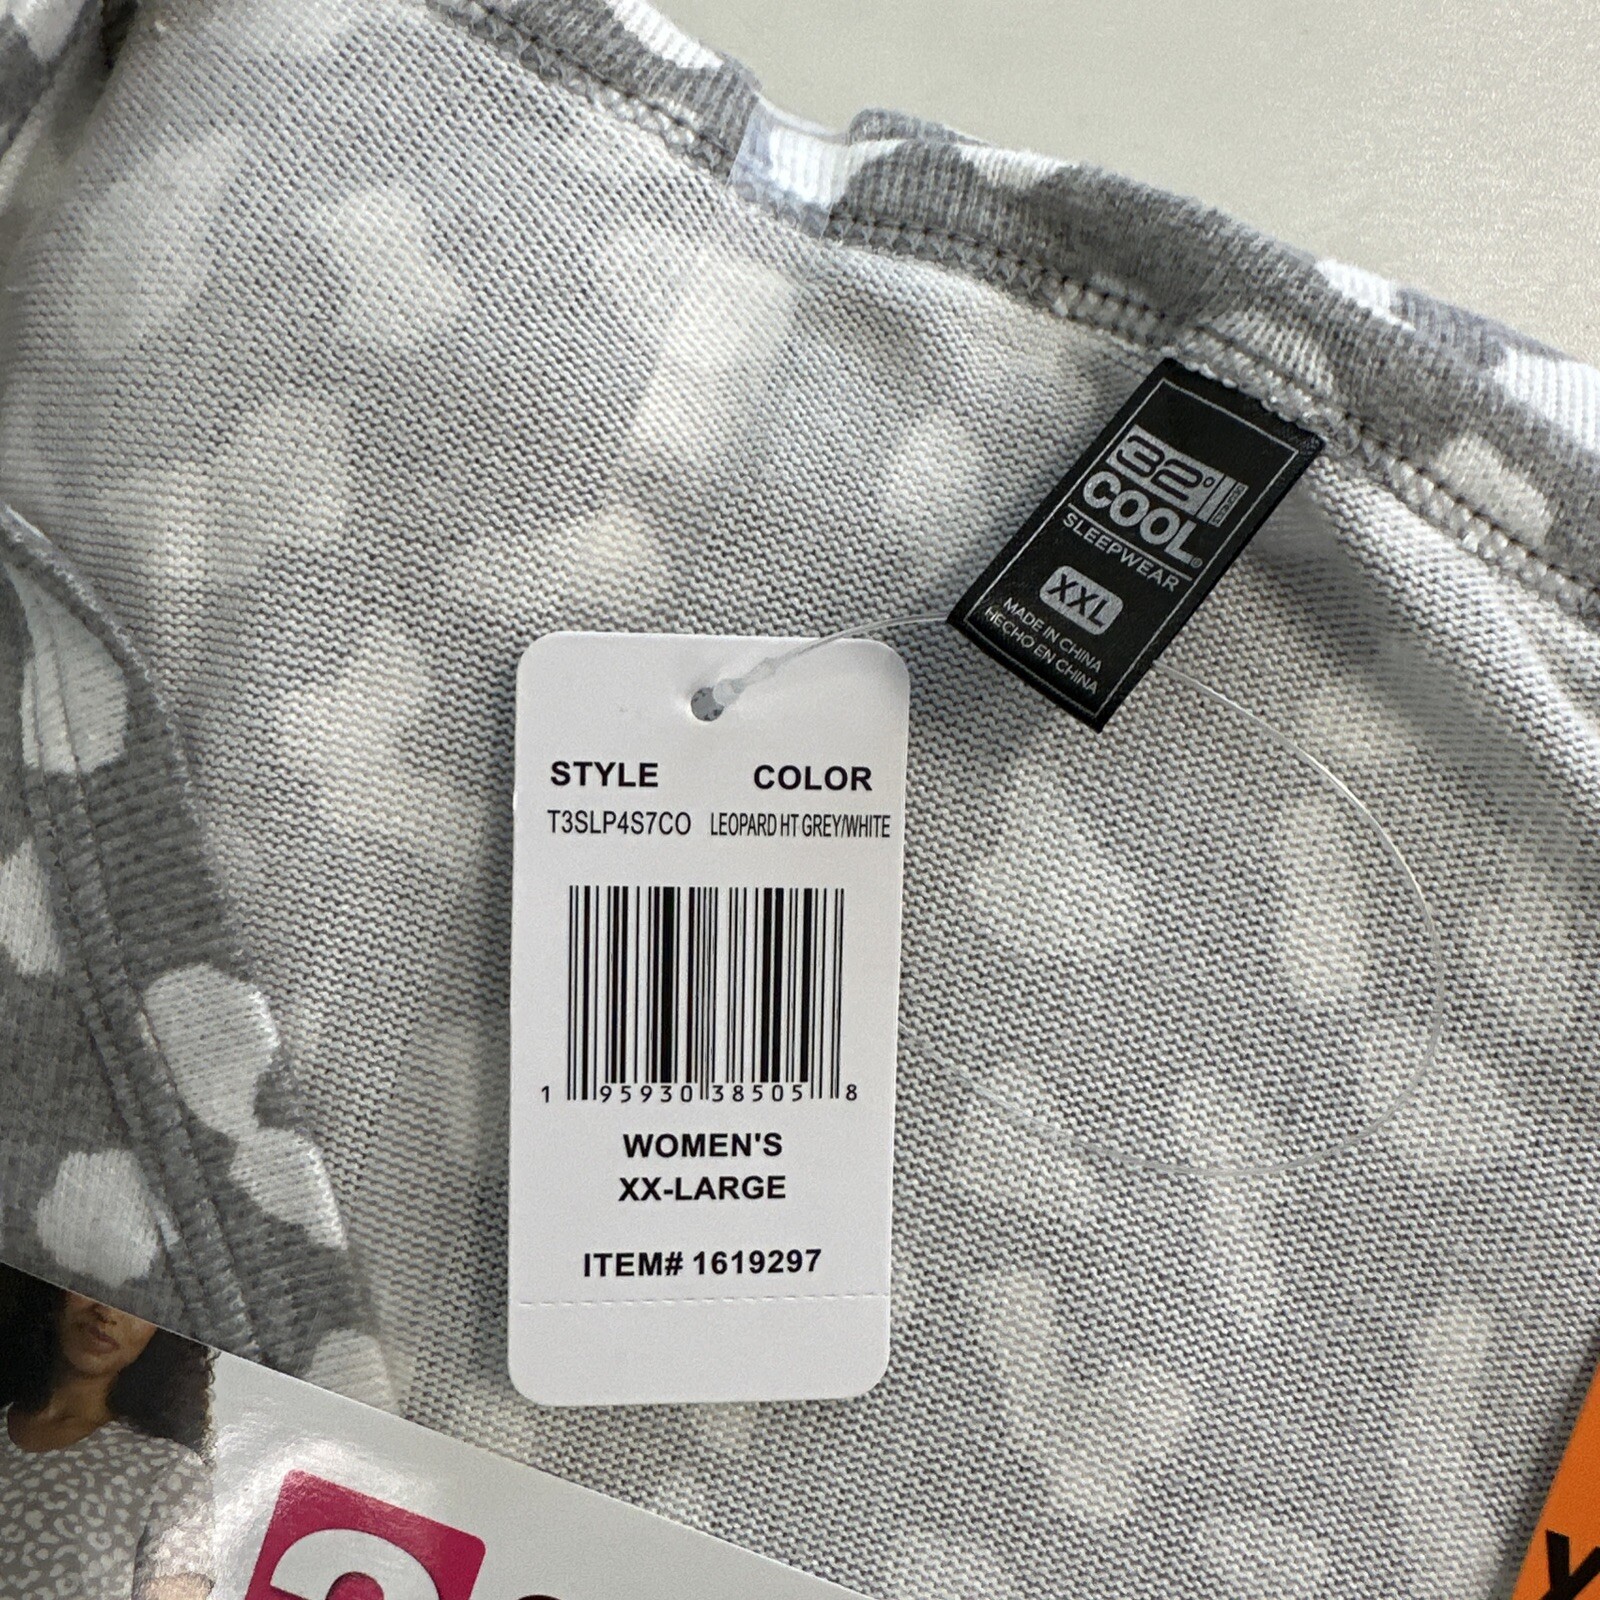 32°
COOL®
SLEEPWEAR
XXL
MADE IN CHINA
HECHO EN CHINA
STYLE COLOR
T3SLP4S7CO LEOPARD HT GREY/WHITE
1 95930 38505 8
WOMEN'S
XX-LARGE
ITEM# 1619297